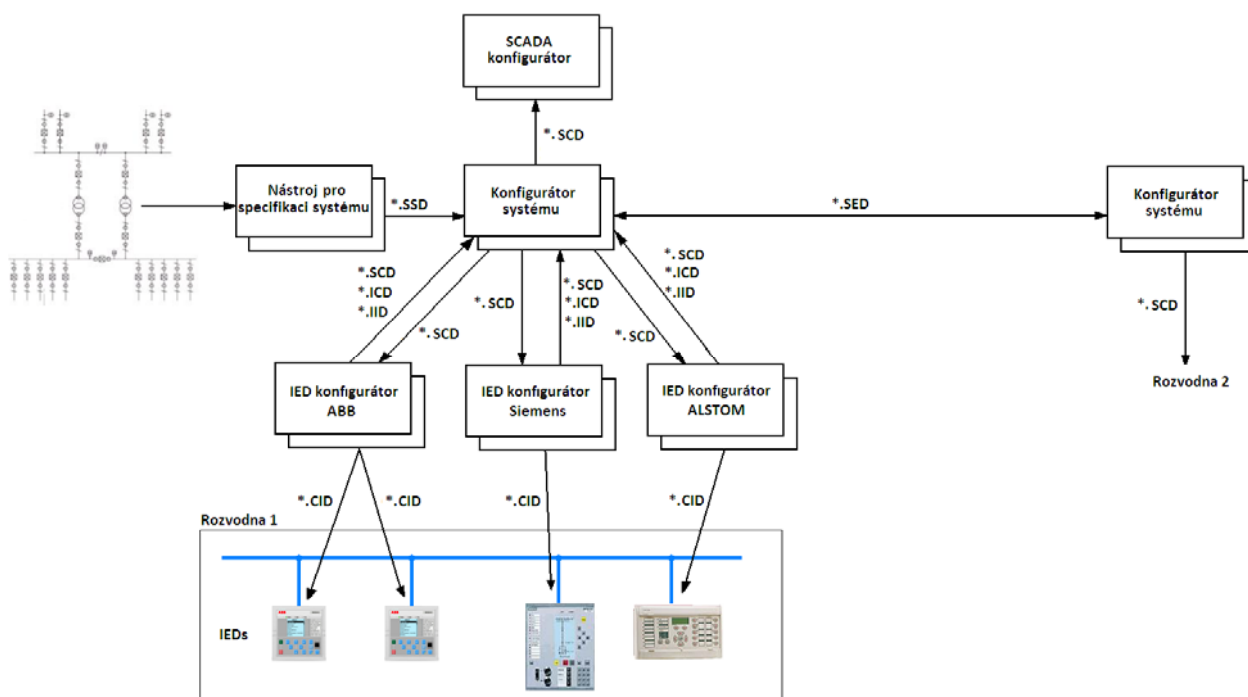 SCADA
konfigurátor
*. SCD
Nástroj pro
specifikaci systému
*.SSD
Konfigurátor
systému
*.SED
Konfigurátor
systému
*.SCD
*.ICD
*.IID
*. SCD
*. SCD
*. SCD
*.ICD
*.IID
*. SCD
*. SCD
*.ICD
*.IID
*. SCD
Rozvodna 2
IED konfigurátor
ABB
IED konfigurátor
Siemens
IED konfigurátor
ALSTOM
*.CID
*.CID
*.CID
*.CID
Rozvodna 1
IEDs
ABB
ABB